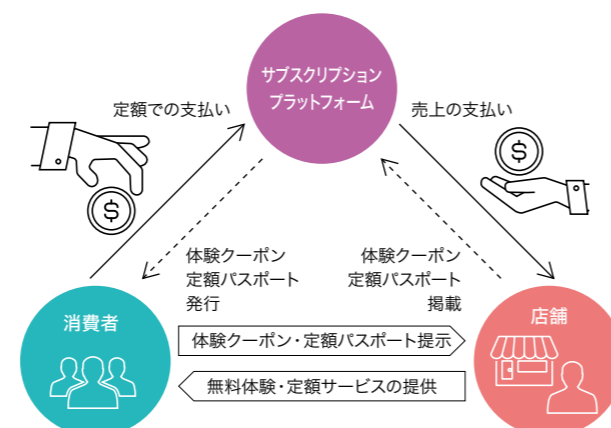 サブスクリプション
プラットフォーム
定額での支払い
売上の支払い
$
$
体験クーポン
定額パスポート
発行
体験クーポン
定額パスポート
掲載
消費者
店舗
体験クーポン・定額パスポート提示
無料体験・定額サービスの提供